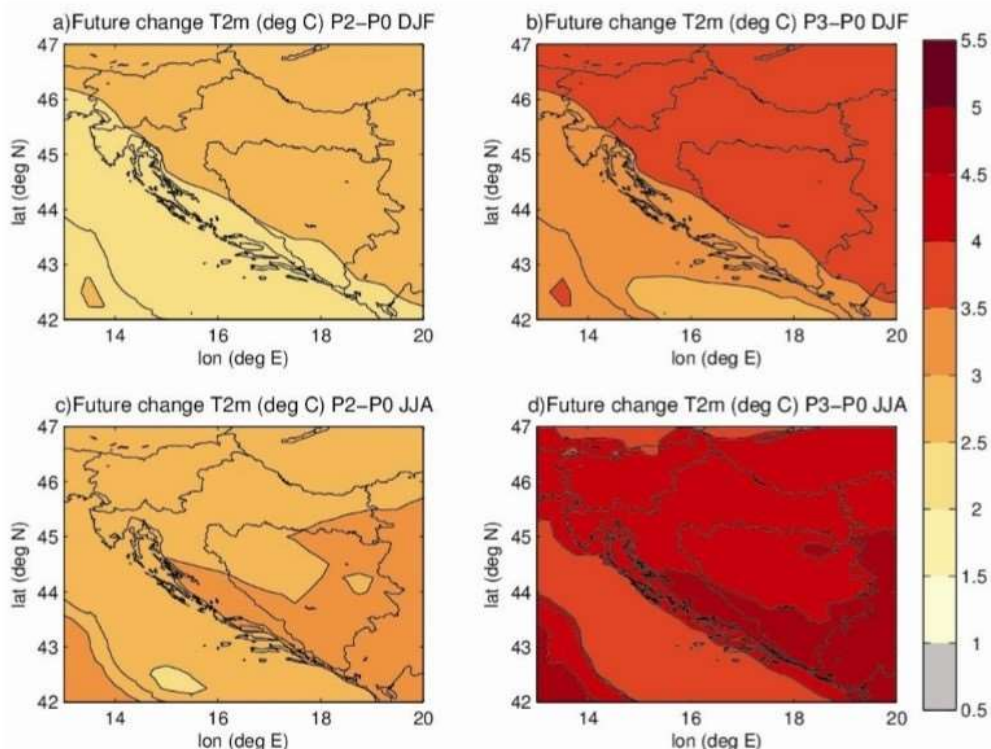 a)Future change T2m (deg C) P2−P0 DJF
47
46
45
44
43
42
lat (deg N)
14 16 18 20
lon (deg E)
b)Future change T2m (deg C) P3−P0 DJF
47
46
45
44
43
42
lat (deg N)
14 16 18 20
lon (deg E)
c)Future change T2m (deg C) P2−P0 JJA
47
46
45
44
43
42
lat (deg N)
14 16 18 20
lon (deg E)
d)Future change T2m (deg C) P3−P0 JJA
47
46
45
44
43
42
lat (deg N)
14 16 18 20
lon (deg E)
5.5
5
4.5
4
3.5
3
2.5
2
1.5
1
0.5